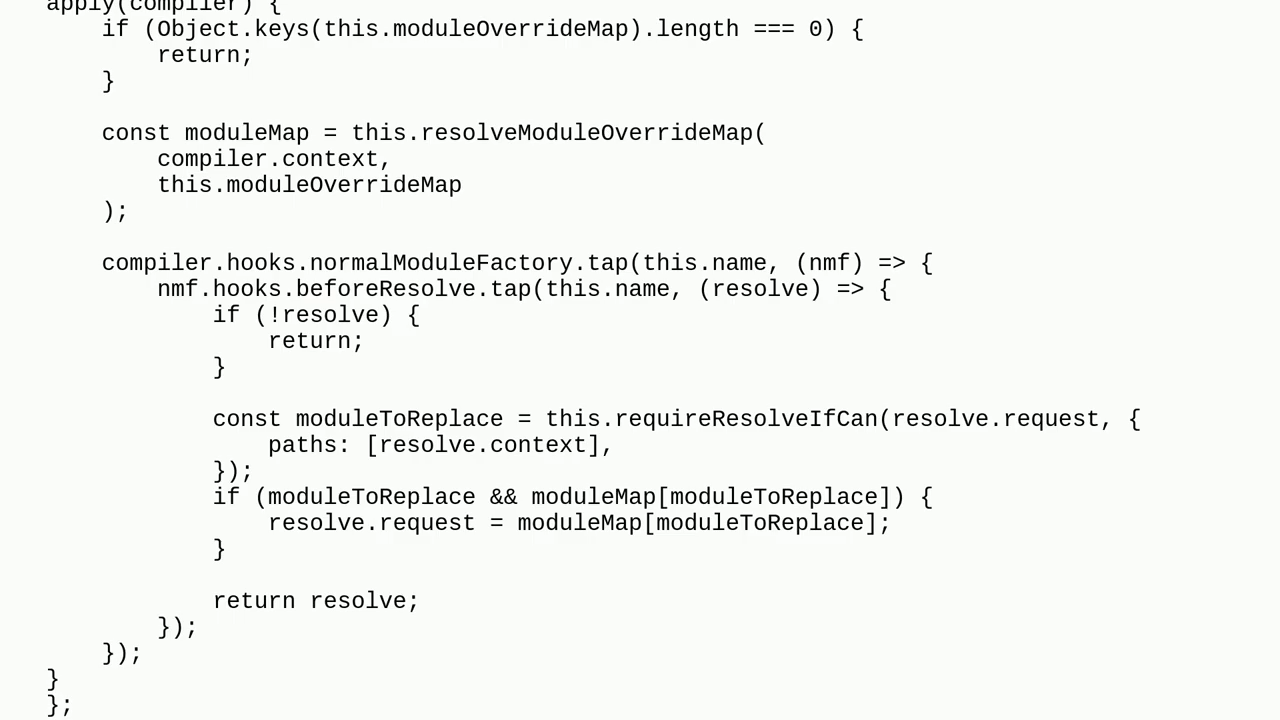 apply(compiler) {
if (Object.keys(this.moduleOverrideMap).length === 0) {
return;
}
const moduleMap = this.resolveModuleOverrideMap(
compiler.context,
this.moduleOverrideMap
);
compiler.hooks.normalModuleFactory.tap(this.name, (nmf) => {
nmf.hooks.beforeResolve.tap(this.name, (resolve) => {
if (!resolve) {
return;
}
const moduleToReplace = this.requireResolveIfCan(resolve.request, {
paths: [resolve.context],
});
if (moduleToReplace && moduleMap[moduleToReplace]) {
resolve.request = moduleMap[moduleToReplace];
}
return resolve;
});
});
}
};